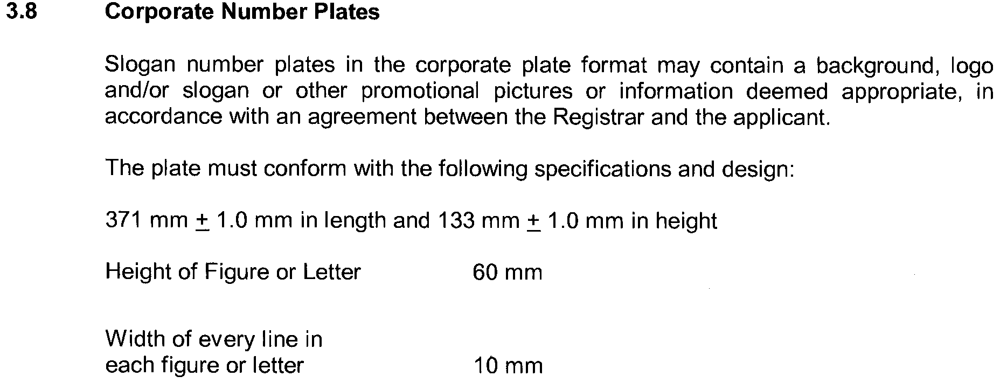 3.8 Corporate Number Plates
Slogan number plates in the corporate plate format may contain a background, logo
and/or slogan or other promotional pictures or information deemed appropriate, in
accordance with an agreement between the Registrar and the applicant.
The plate must conform with the following specifications and design:
371 mm ± 1.0 mm in length and 133 mm ± 1.0 mm in height
Height of Figure or Letter 60 mm
Width of every line in
each figure or letter 10 mm